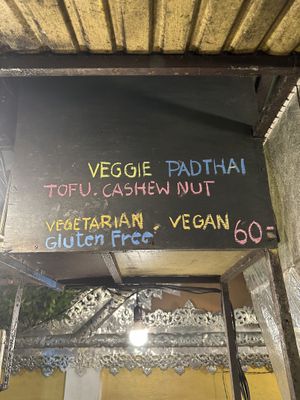 VEGGIE PADTHAI
TOFU. CASHEW NUT
VEGETARIAN. VEGAN 60=
Gluten Free.